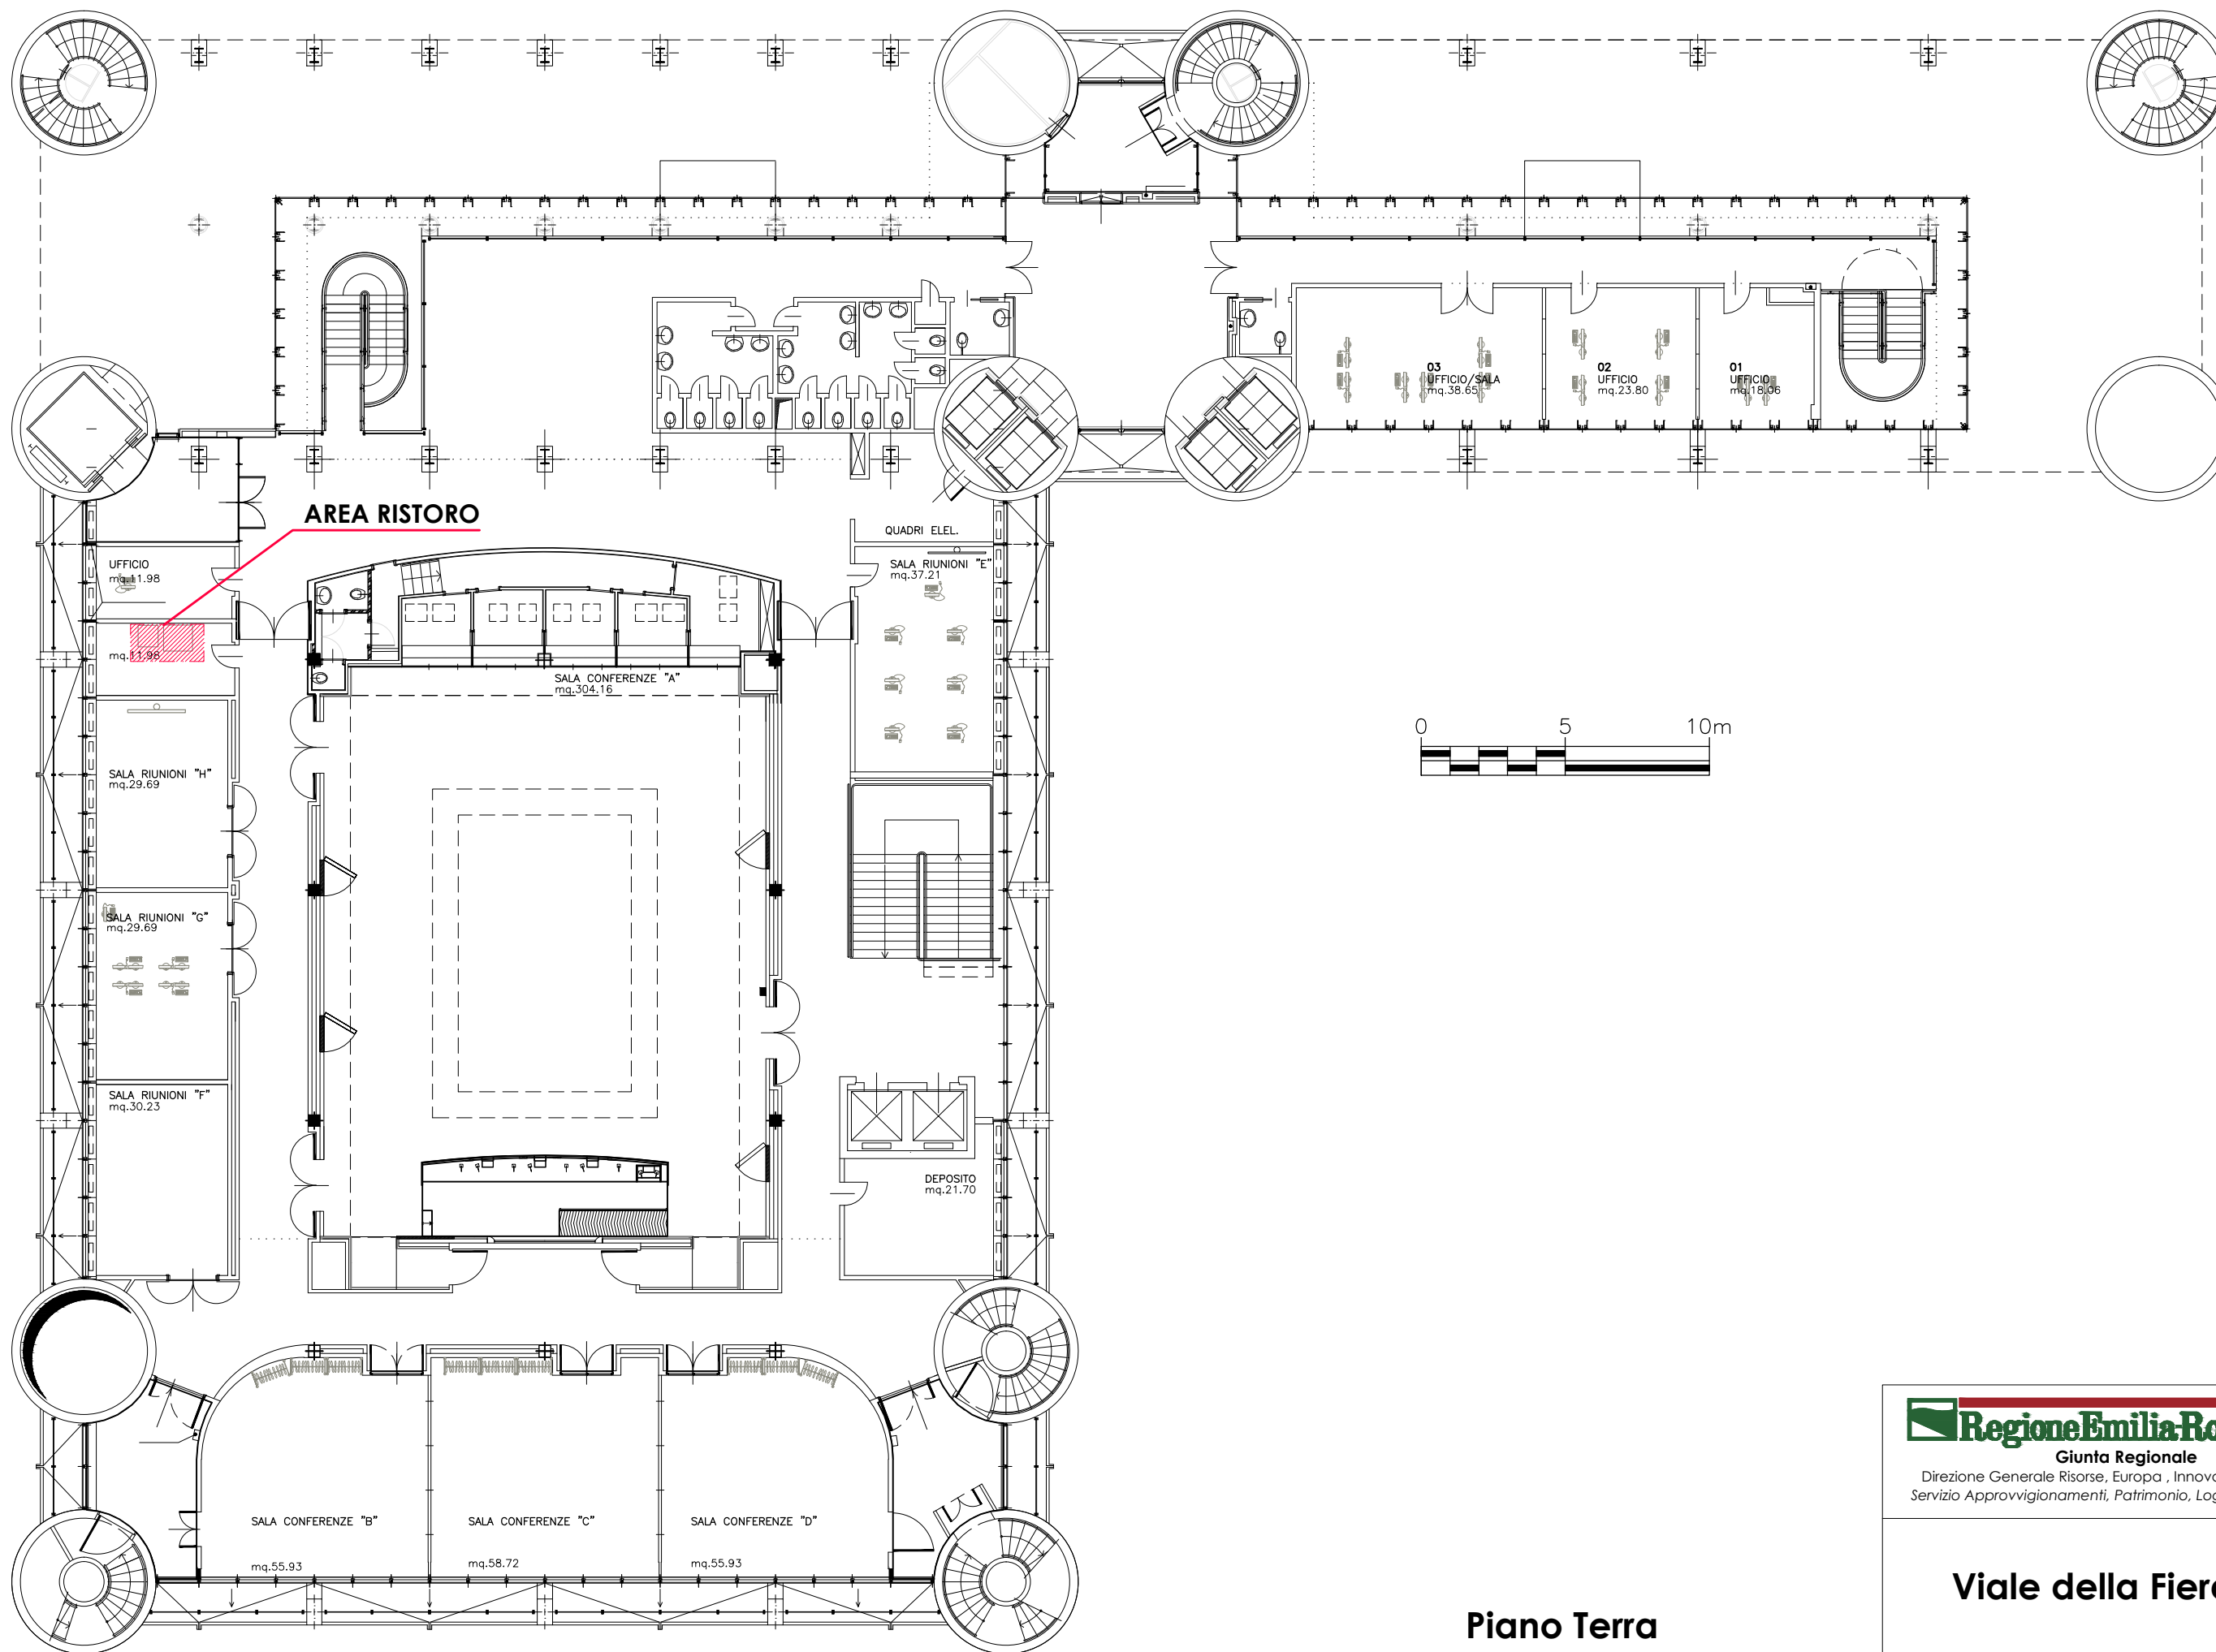 03
UFFICIO/SALA
mq.38.65
02
UFFICIO
mq.23.80
01
UFFICIO
mq.18.06
AREA RISTORO
QUADRI ELEL.
UFFICIO
mq.11.98
SALA RIUNIONI "E"
mq.37.21
mq.11.98
SALA CONFERENZE "A"
mq.304.16
0 5 10m
SALA RIUNIONI "H"
mq.29.69
SALA RIUNIONI "G"
mq.29.69
SALA RIUNIONI "F"
mq.30.23
DEPOSITO
mq.21.70
SALA CONFERENZE "B"
mq.55.93
SALA CONFERENZE "C"
mq.58.72
SALA CONFERENZE "D"
mq.55.93
RegioneEmilia-Ro
Giunta Regionale
Direzione Generale Risorse, Europa , Innov
Servizio Approvvigionamenti, Patrimonio, Log
Viale della Fier
Piano Terra